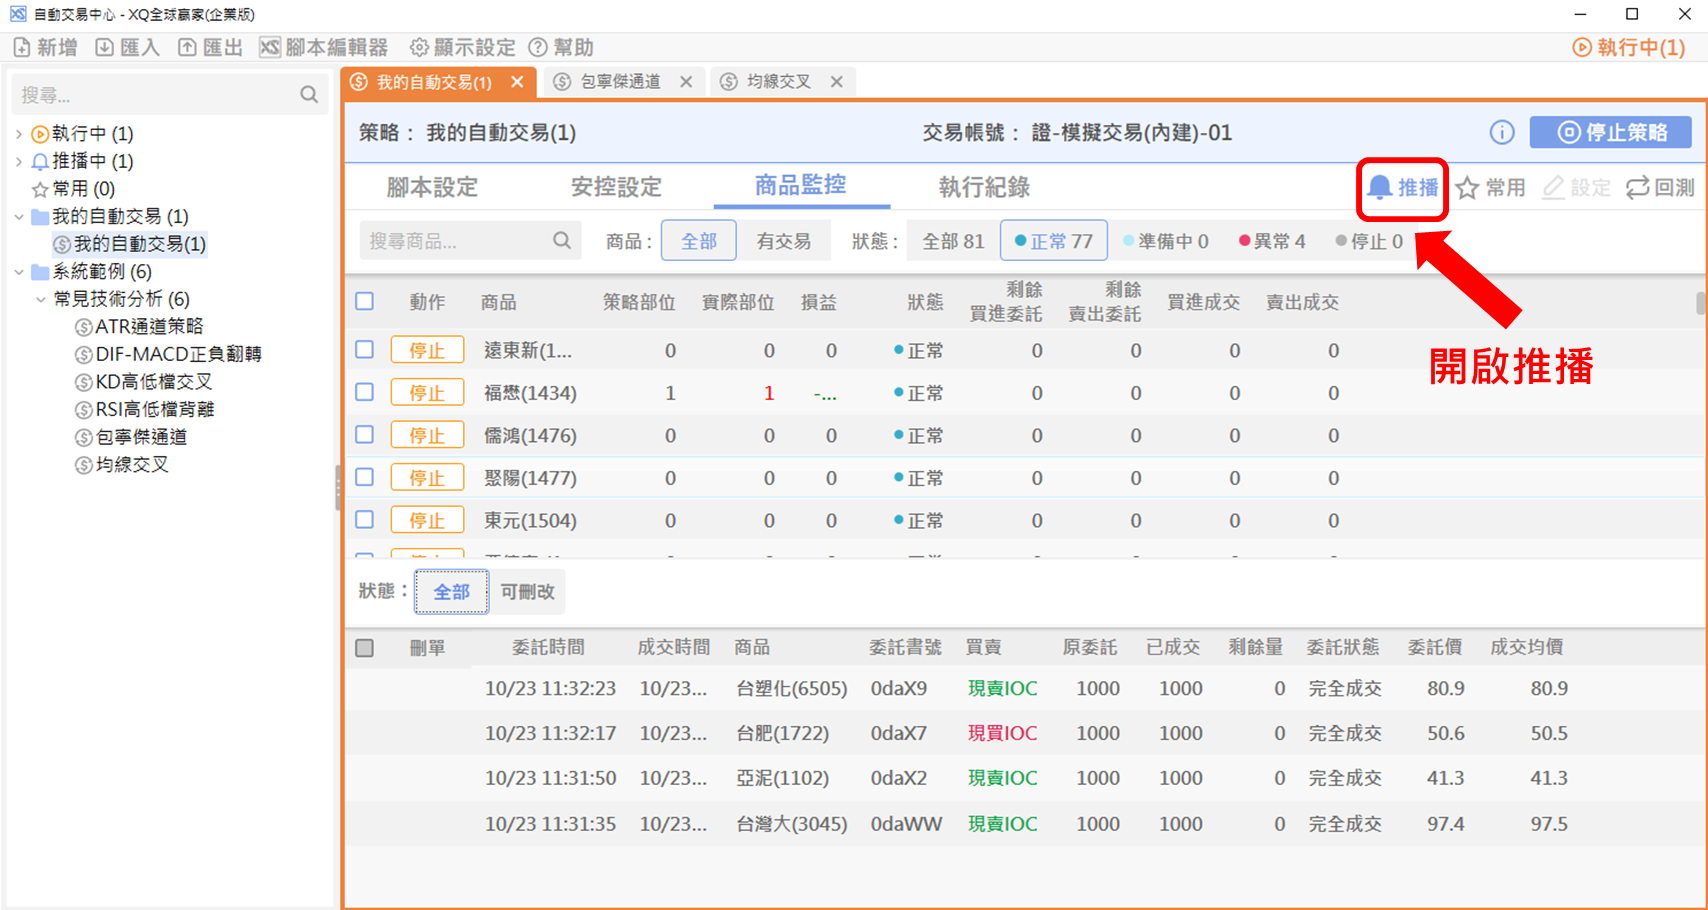 自動交易中心 - XQ全球贏家(企業版)
新增 匯入 匯出 XS 腳本編輯器 顯示設定 幫助 執行中(1)
搜尋...
執行中 (1)
推播中 (1)
常用 (0)
我的自動交易 (1)
我的自動交易(1)
系統範例 (6)
常見技術分析 (6)
ATR通道策略
DIF-MACD正負翻轉
KD高低檔交叉
RSI高低檔背離
包寧傑通道
均線交叉
我的自動交易(1) 包寧傑通道 均線交叉
策略： 我的自動交易(1) 交易帳號： 證-模擬交易(內建)-01 停止策略
腳本設定 安控設定 商品監控 執行紀錄 推播 常用 設定 回測
搜尋商品... 商品： 全部 有交易 狀態： 全部 81 正常 77 準備中 0 異常 4 停止 0
開啟推播
動作 商品 策略部位 實際部位 損益 狀態 剩餘買進委託 剩餘賣出委託 買進成交 賣出成交
停止 遠東新(1... 0 0 0 正常 0 0 0 0
停止 福懋(1434) 1 1 -... 正常 0 0 0 0
停止 儒鴻(1476) 0 0 0 正常 0 0 0 0
停止 聚陽(1477) 0 0 0 正常 0 0 0 0
停止 東元(1504) 0 0 0 正常 0 0 0 0
狀態： 全部 可刪改
刪單 委託時間 成交時間 商品 委託書號 買賣 原委託 已成交 剩餘量 委託狀態 委託價 成交均價
10/23 11:32:23 10/23... 台塑化(6505) 0daX9 現賣IOC 1000 1000 0 完全成交 80.9 80.9
10/23 11:32:17 10/23... 台肥(1722) 0daX7 現買IOC 1000 1000 0 完全成交 50.6 50.5
10/23 11:31:50 10/23... 亞泥(1102) 0daX2 現賣IOC 1000 1000 0 完全成交 41.3 41.3
10/23 11:31:35 10/23... 台灣大(3045) 0daWW 現賣IOC 1000 1000 0 完全成交 97.4 97.5